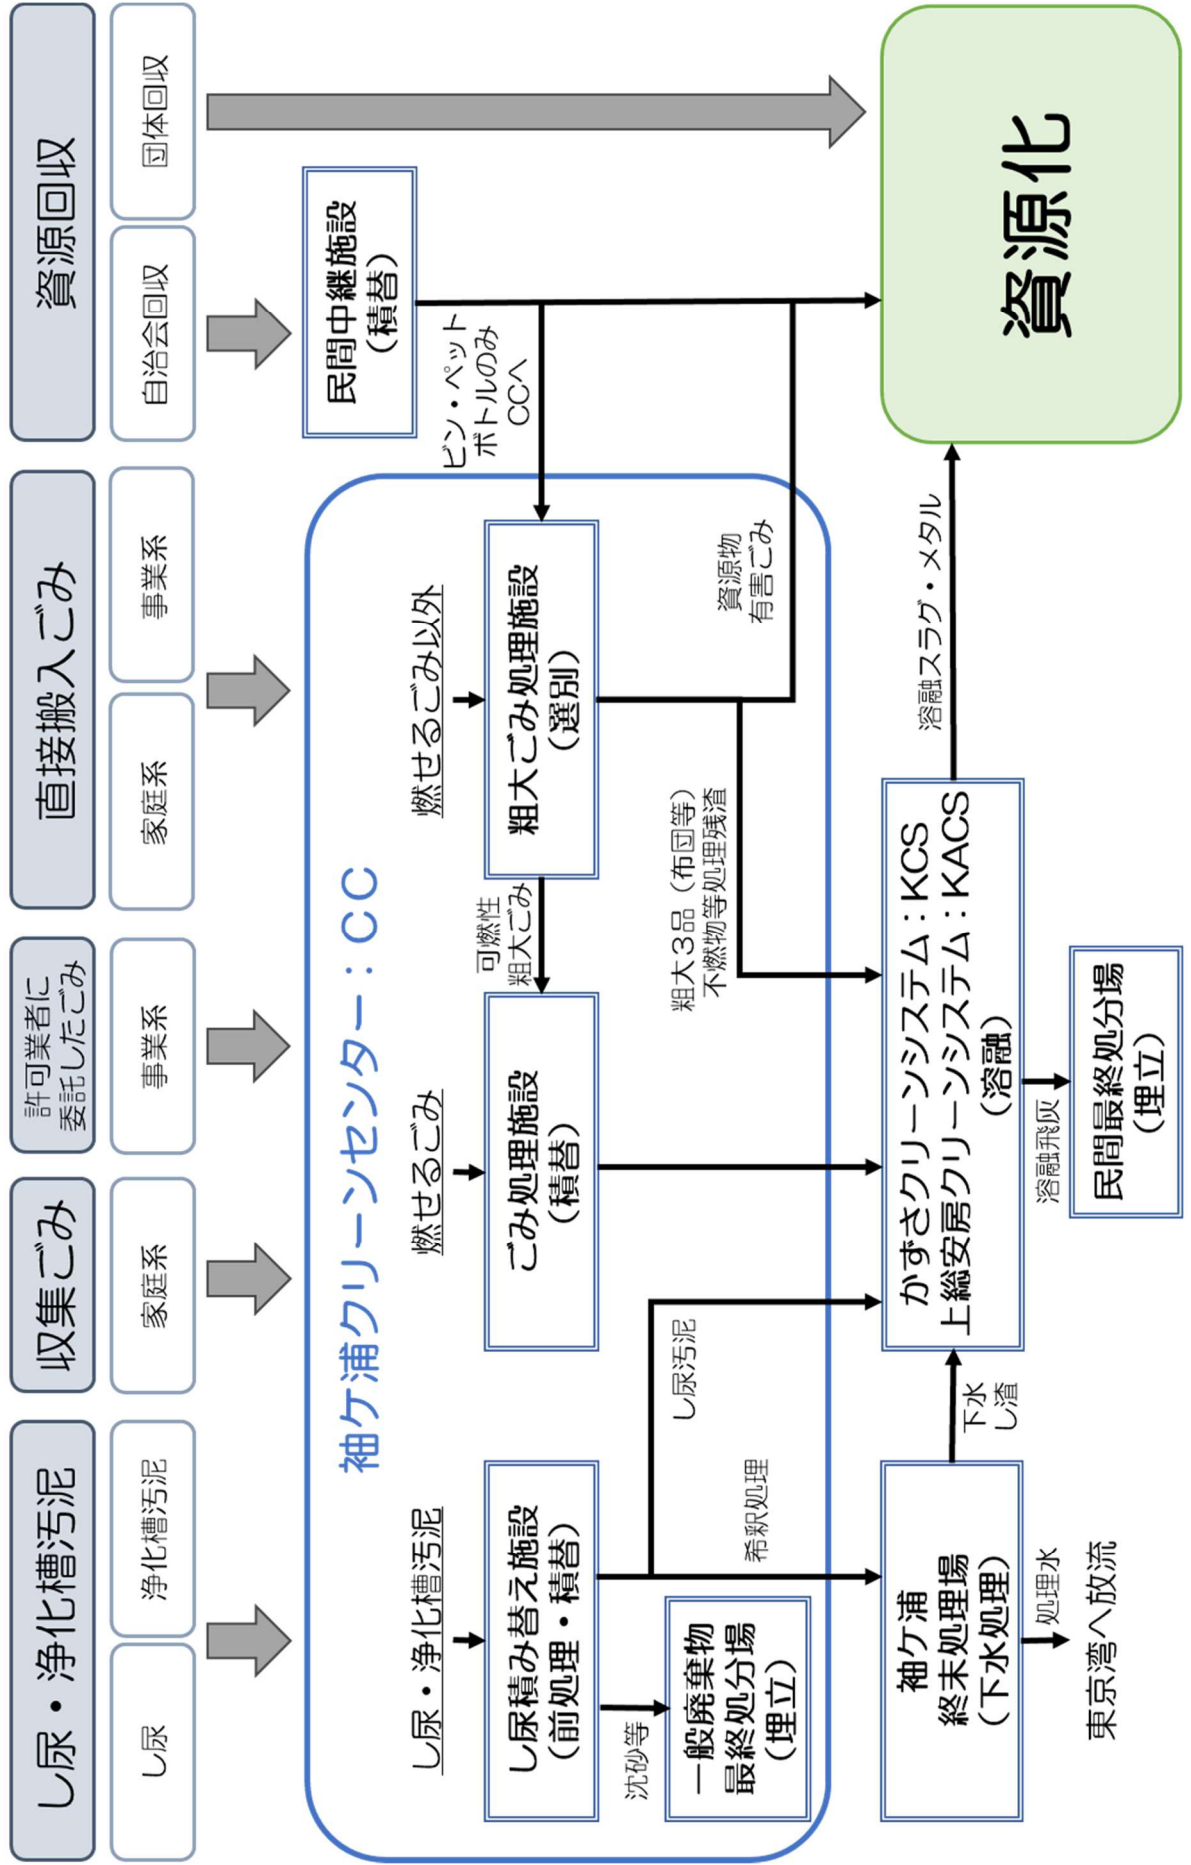 し尿・浄化槽汚泥
収集ごみ
許可業者に
委託したごみ
直接搬入ごみ
資源回収
し尿
浄化槽汚泥
家庭系
事業系
家庭系
事業系
自治会回収
団体回収
袖ケ浦クリーンセンター：CC
民間中継施設
（積替）
し尿・浄化槽汚泥
燃せるごみ
燃せるごみ以外
ビン・ペット
ボトルのみ
CCへ
し尿積み替え施設
（前処理・積替）
ごみ処理施設
（積替）
可燃性
粗大ごみ
粗大ごみ処理施設
（選別）
沈砂等
し尿汚泥
粗大３品（布団等）
不燃物等処理残渣
資源物
有害ごみ
一般廃棄物
最終処分場
（埋立）
希釈処理
袖ケ浦
終末処理場
（下水処理）
下水
し渣
かずさクリーンシステム：KCS
上総安房クリーンシステム：KACS
（溶融）
溶融スラグ・メタル
資源化
処理水
東京湾へ放流
溶融飛灰
民間最終処分場
（埋立）